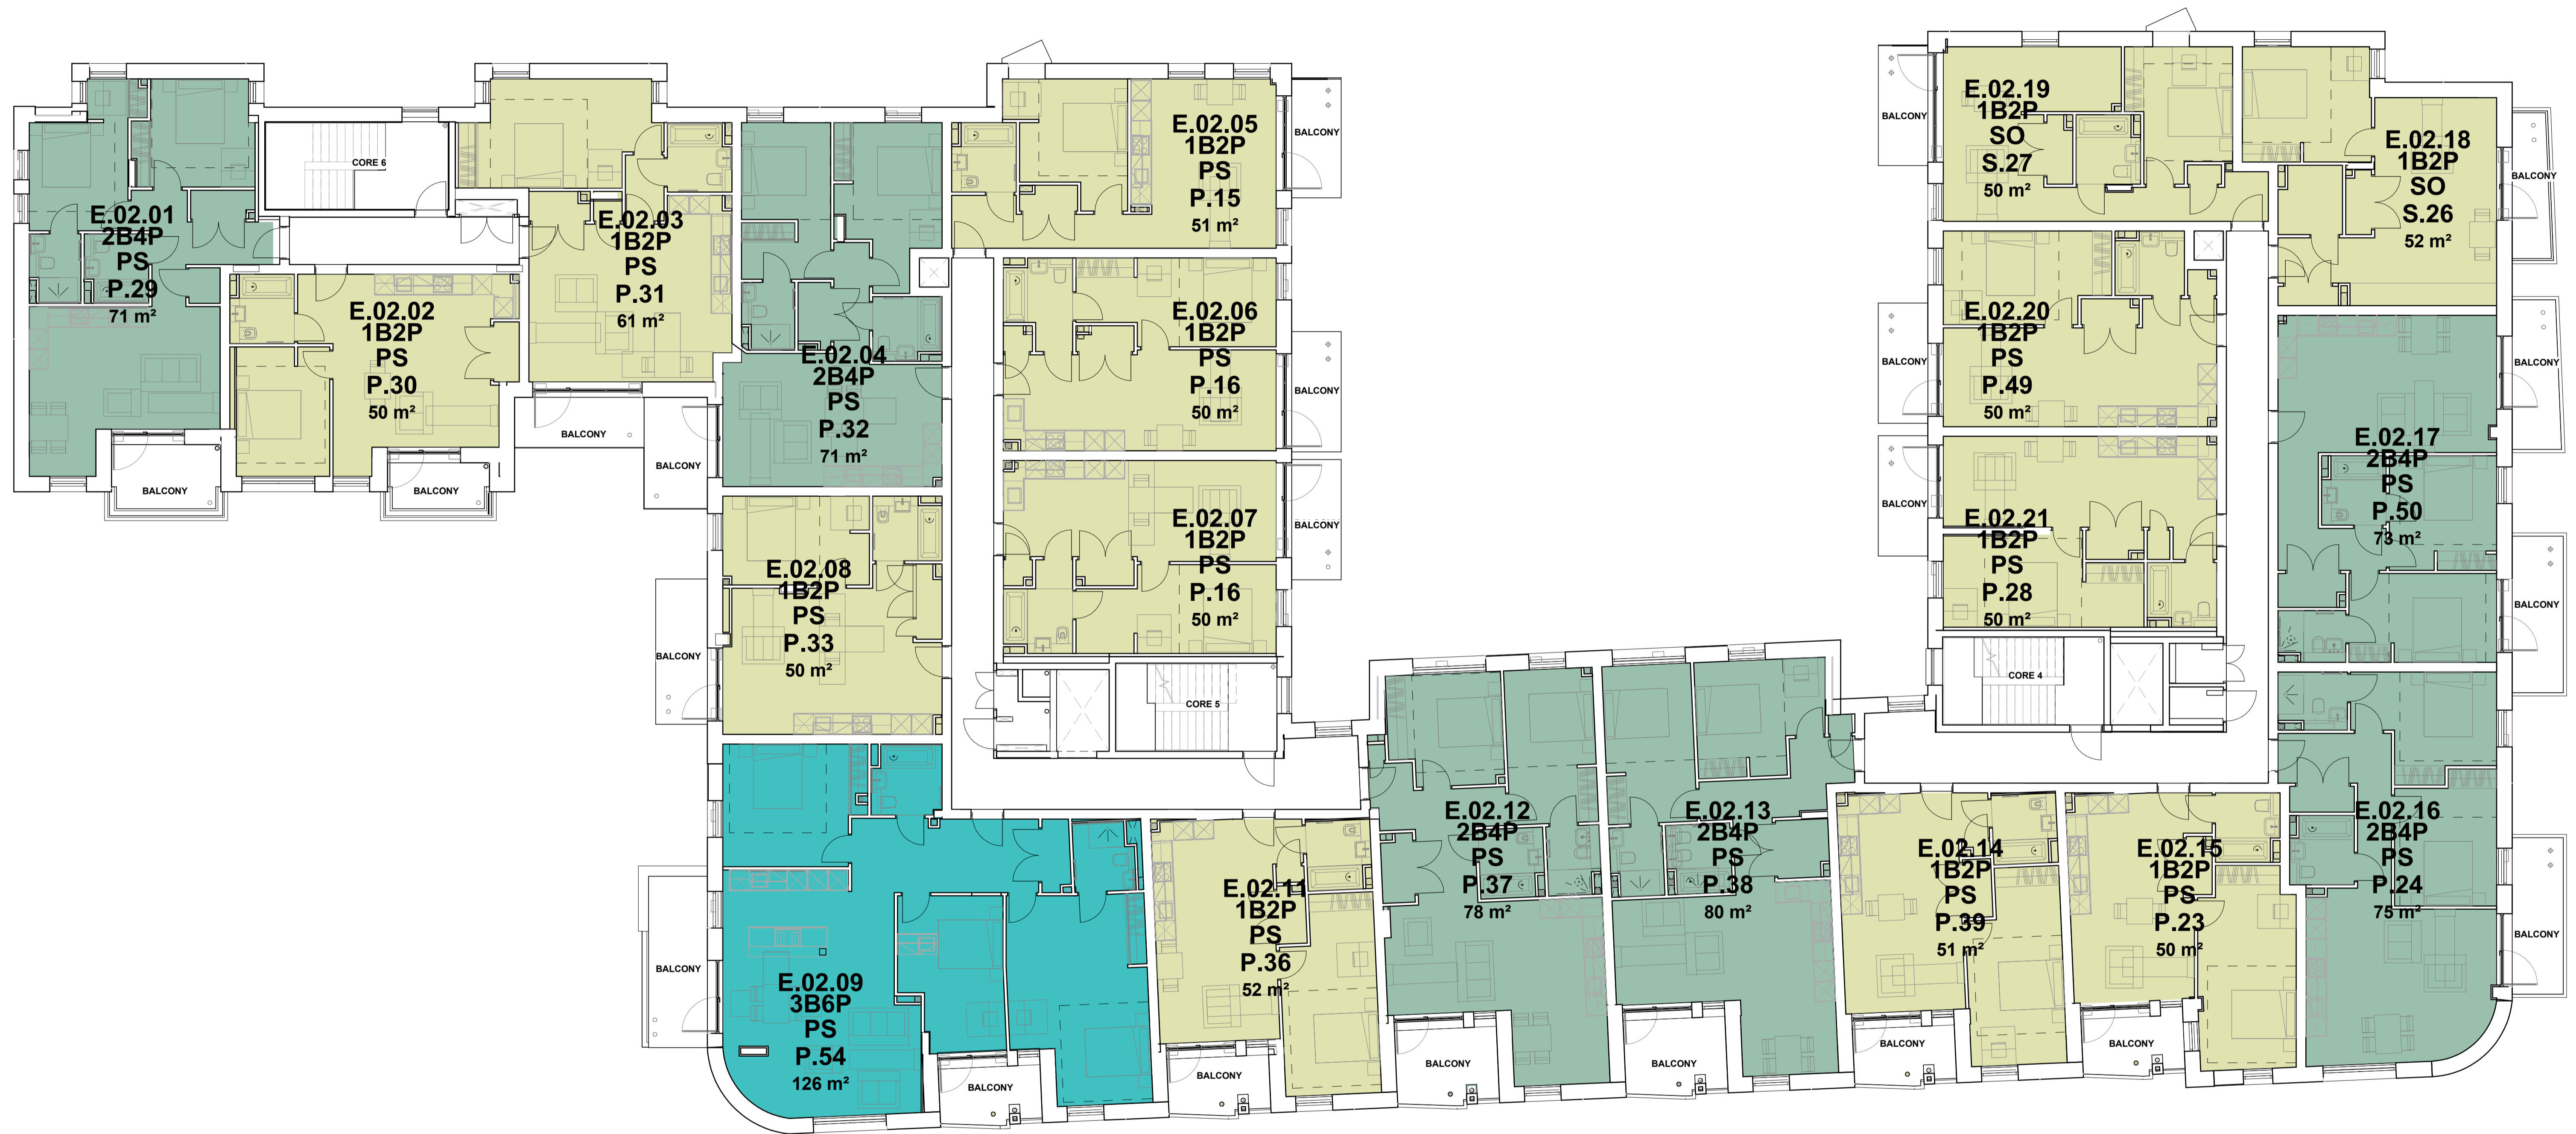 E.02.01
2B4P
PS
P.29
71 m²
BALCONY
CORE 6
E.02.02
1B2P
PS
P.30
50 m²
BALCONY
E.02.03
1B2P
PS
P.31
61 m²
BALCONY
E.02.04
2B4P
PS
P.32
71 m²
BALCONY
E.02.05
1B2P
PS
P.15
51 m²
BALCONY
E.02.06
1B2P
PS
P.16
50 m²
BALCONY
E.02.07
1B2P
PS
P.16
50 m²
BALCONY
E.02.08
1B2P
PS
P.33
50 m²
BALCONY
CORE 5
E.02.09
3B6P
PS
P.54
126 m²
BALCONY
BALCONY
E.02.11
1B2P
PS
P.36
52 m²
BALCONY
E.02.12
2B4P
PS
P.37
78 m²
BALCONY
E.02.13
2B4P
PS
P.38
80 m²
BALCONY
E.02.14
1B2P
PS
P.39
51 m²
BALCONY
E.02.15
1B2P
PS
P.23
50 m²
BALCONY
E.02.16
2B4P
PS
P.24
75 m²
BALCONY
E.02.17
2B4P
PS
P.50
73 m²
BALCONY
BALCONY
E.02.18
1B2P
SO
S.26
52 m²
BALCONY
E.02.19
1B2P
SO
S.27
50 m²
BALCONY
E.02.20
1B2P
PS
P.49
50 m²
BALCONY
E.02.21
1B2P
PS
P.28
50 m²
BALCONY
CORE 4